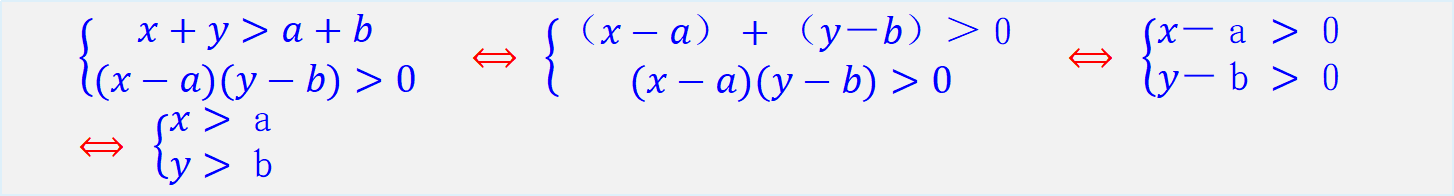 {x + y > a + b (x − a)(y − b) > 0 ⇔ {（x − a） + （y−b）＞0 (x − a)(y − b) > 0 ⇔ {x− a > 0 y− b > 0
⇔ {x > a y > b